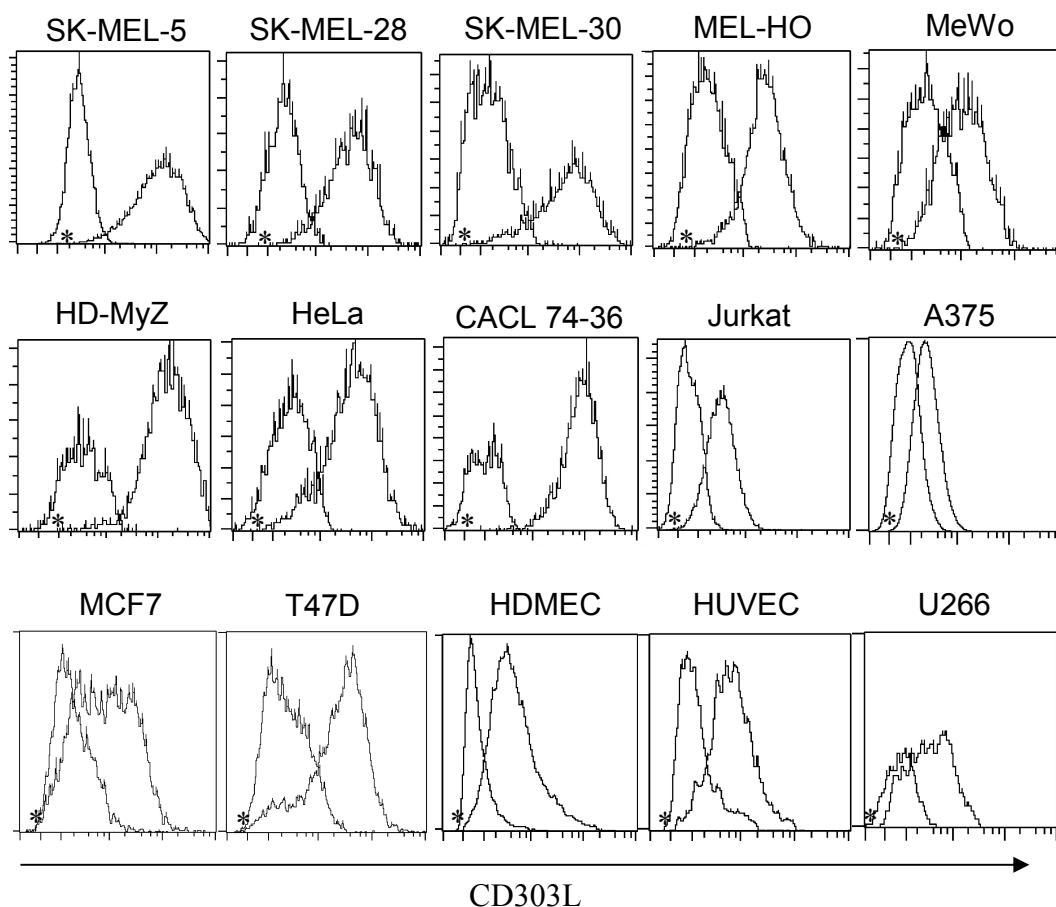 SK-MEL-5 SK-MEL-28 SK-MEL-30 MEL-HO MeWo
* * * * *
HD-MyZ HeLa CACL 74-36 Jurkat A375
* * * * *
MCF7 T47D HDMEC HUVEC U266
* * * * *
CD303L